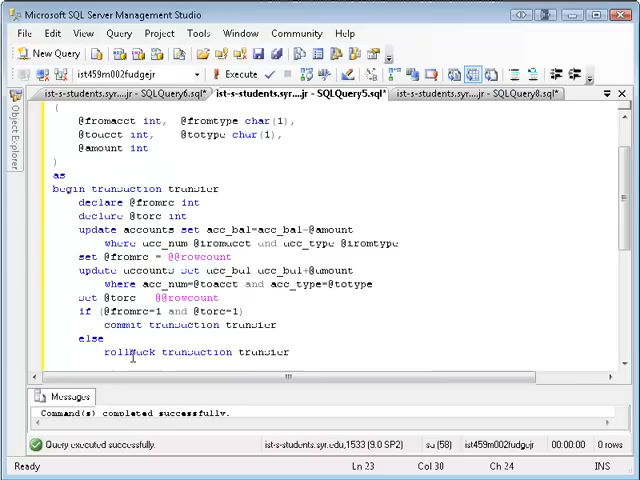 Microsoft SQL Server Management Studio
File Edit View Query Project Tools Window Community Help
New Query
ist459m002fudgejr Execute
ist-s-students.syr....jr - SQLQuery6.sql* ist-s-students.syr....jr - SQLQuery5.sql* ist-s-students.syr....jr - SQLQuery8.sql*
Object Explorer
(
@fromacct int, @fromtype char(1),
@toacct int, @totype char(1),
@amount int
)
as
begin transaction transfer
declare @fromrc int
declare @torc int
update accounts set acc_bal=acc_bal-@amount
where acc_num @fromacct and acc_type @fromtype
set @fromrc = @@rowcount
update accounts set acc_bal acc_bal+@amount
where acc_num=@toacct and acc_type=@totype
set @torc @@rowcount
if (@fromrc=1 and @torc=1)
commit transaction transfer
else
rollback transaction transfer
Messages
Command(s) completed successfully.
Query executed successfully. ist-s-students.syr.edu,1533 (9.0 SP2) su (58) ist459m002fudgejr 00:00:00 0 rows
Ready Ln 23 Col 30 Ch 24 INS